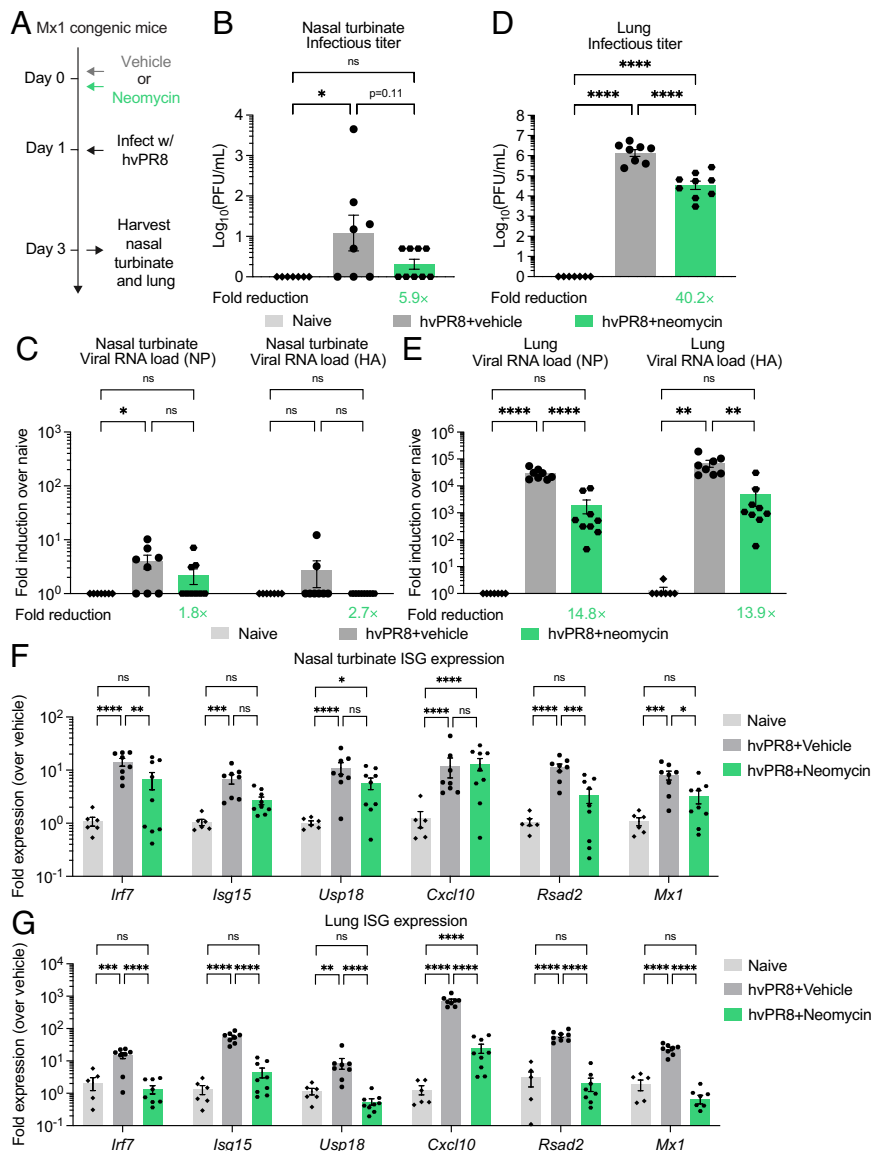 A
Mx1 congenic mice
Day 0
Vehicle
or
Neomycin
Day 1
Infect w/
hvPR8
Day 3
Harvest
nasal
turbinate
and lung
B
Nasal turbinate
Infectious titer
ns
*
p=0.11
Log10(PFU/mL)
4
3
2
1
0
Fold reduction
5.9×
D
Lung
Infectious titer
****
**** ****
Log10(PFU/mL)
8
7
6
5
4
3
2
1
0
Fold reduction
40.2×
Naive
hvPR8+vehicle
hvPR8+neomycin
C
Nasal turbinate
Viral RNA load (NP)
Nasal turbinate
Viral RNA load (HA)
ns ns
* ns ns ns
Fold induction over naive
10³
10²
10¹
10⁰
Fold reduction
1.8× 2.7×
E
Lung
Viral RNA load (NP)
Lung
Viral RNA load (HA)
ns ns
**** **** ** **
Fold induction over naive
10⁶
10⁵
10⁴
10³
10²
10¹
10⁰
Fold reduction
14.8× 13.9×
Naive
hvPR8+vehicle
hvPR8+neomycin
F
Nasal turbinate ISG expression
ns ns * **** ns ns
**** ** *** ns **** ns **** ns **** *** *** *
Fold expression (over vehicle)
10²
10¹
10⁰
10⁻¹
Irf7 Isg15 Usp18 Cxcl10 Rsad2 Mx1
Naive
hvPR8+Vehicle
hvPR8+Neomycin
G
Lung ISG expression
ns ns ns **** ns ns
*** **** **** **** ** **** **** **** **** **** **** ****
Fold expression (over vehicle)
10⁴
10³
10²
10¹
10⁰
10⁻¹
Irf7 Isg15 Usp18 Cxcl10 Rsad2 Mx1
Naive
hvPR8+Vehicle
hvPR8+Neomycin